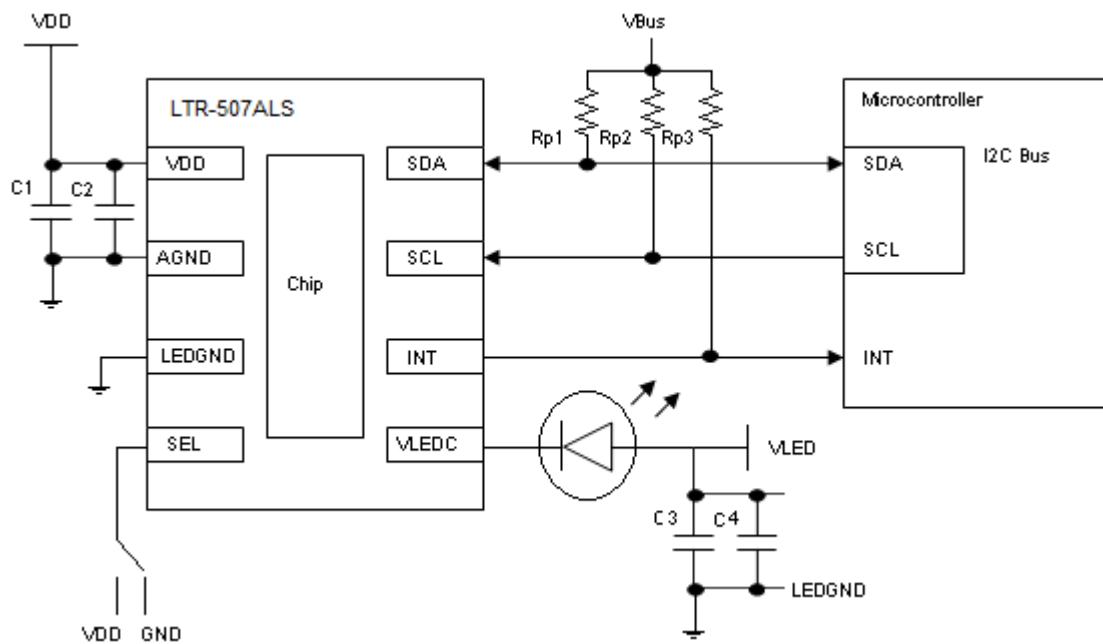 VDD
VBus
LTR-507ALS
Microcontroller
Rp1 Rp2 Rp3
VDD
SDA
SDA
I2C Bus
C1
C2
AGND
SCL
SCL
Chip
LEDGND
INT
INT
SEL
VLEDC
VLED
C3
C4
LEDGND
VDD GND